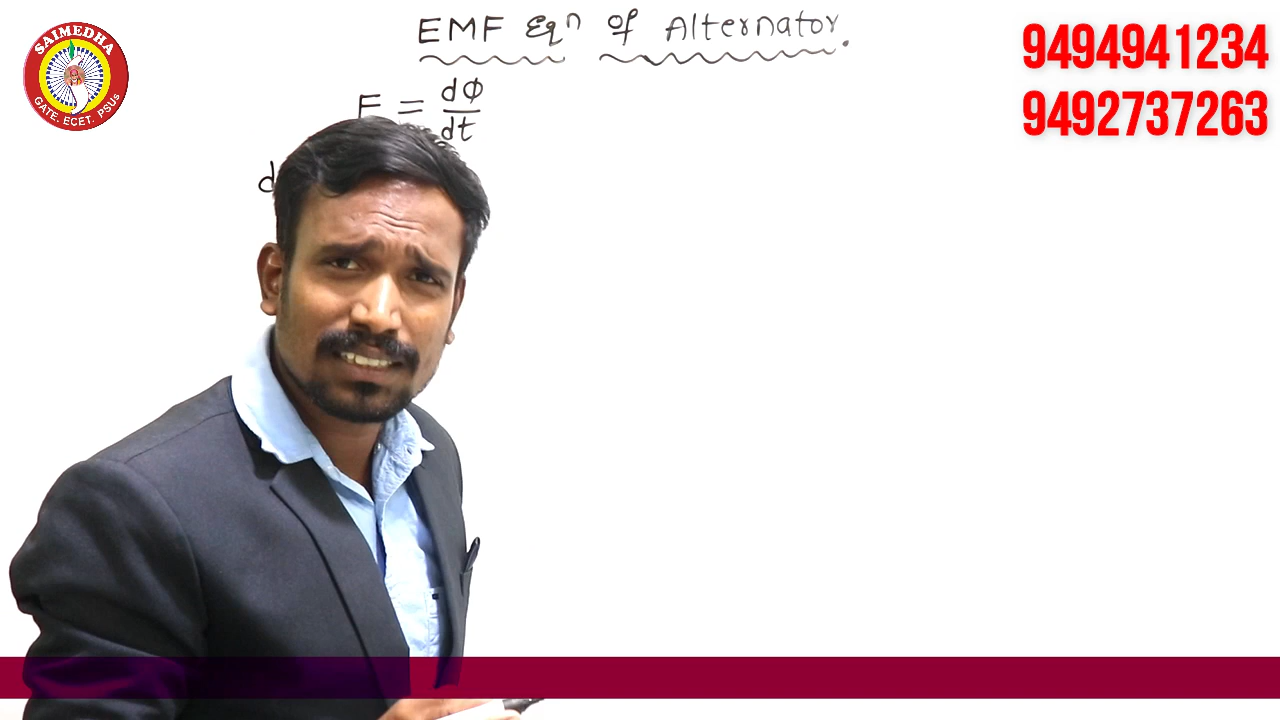 SAIMEDHA
GATE. ECET. PSUs
9494941234
9492737263
EMF Eqn of Alternator.
E = dΦ
dt
d